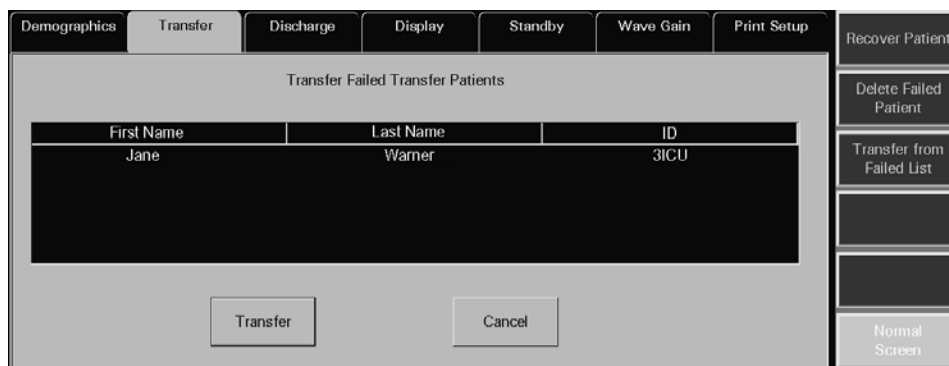 Demographics Transfer Discharge Display Standby Wave Gain Print Setup
Transfer Failed Transfer Patients
First Name Last Name ID
Jane Warner 3ICU
Transfer Cancel
Recover Patient
Delete Failed
Patient
Transfer from
Failed List
Normal
Screen